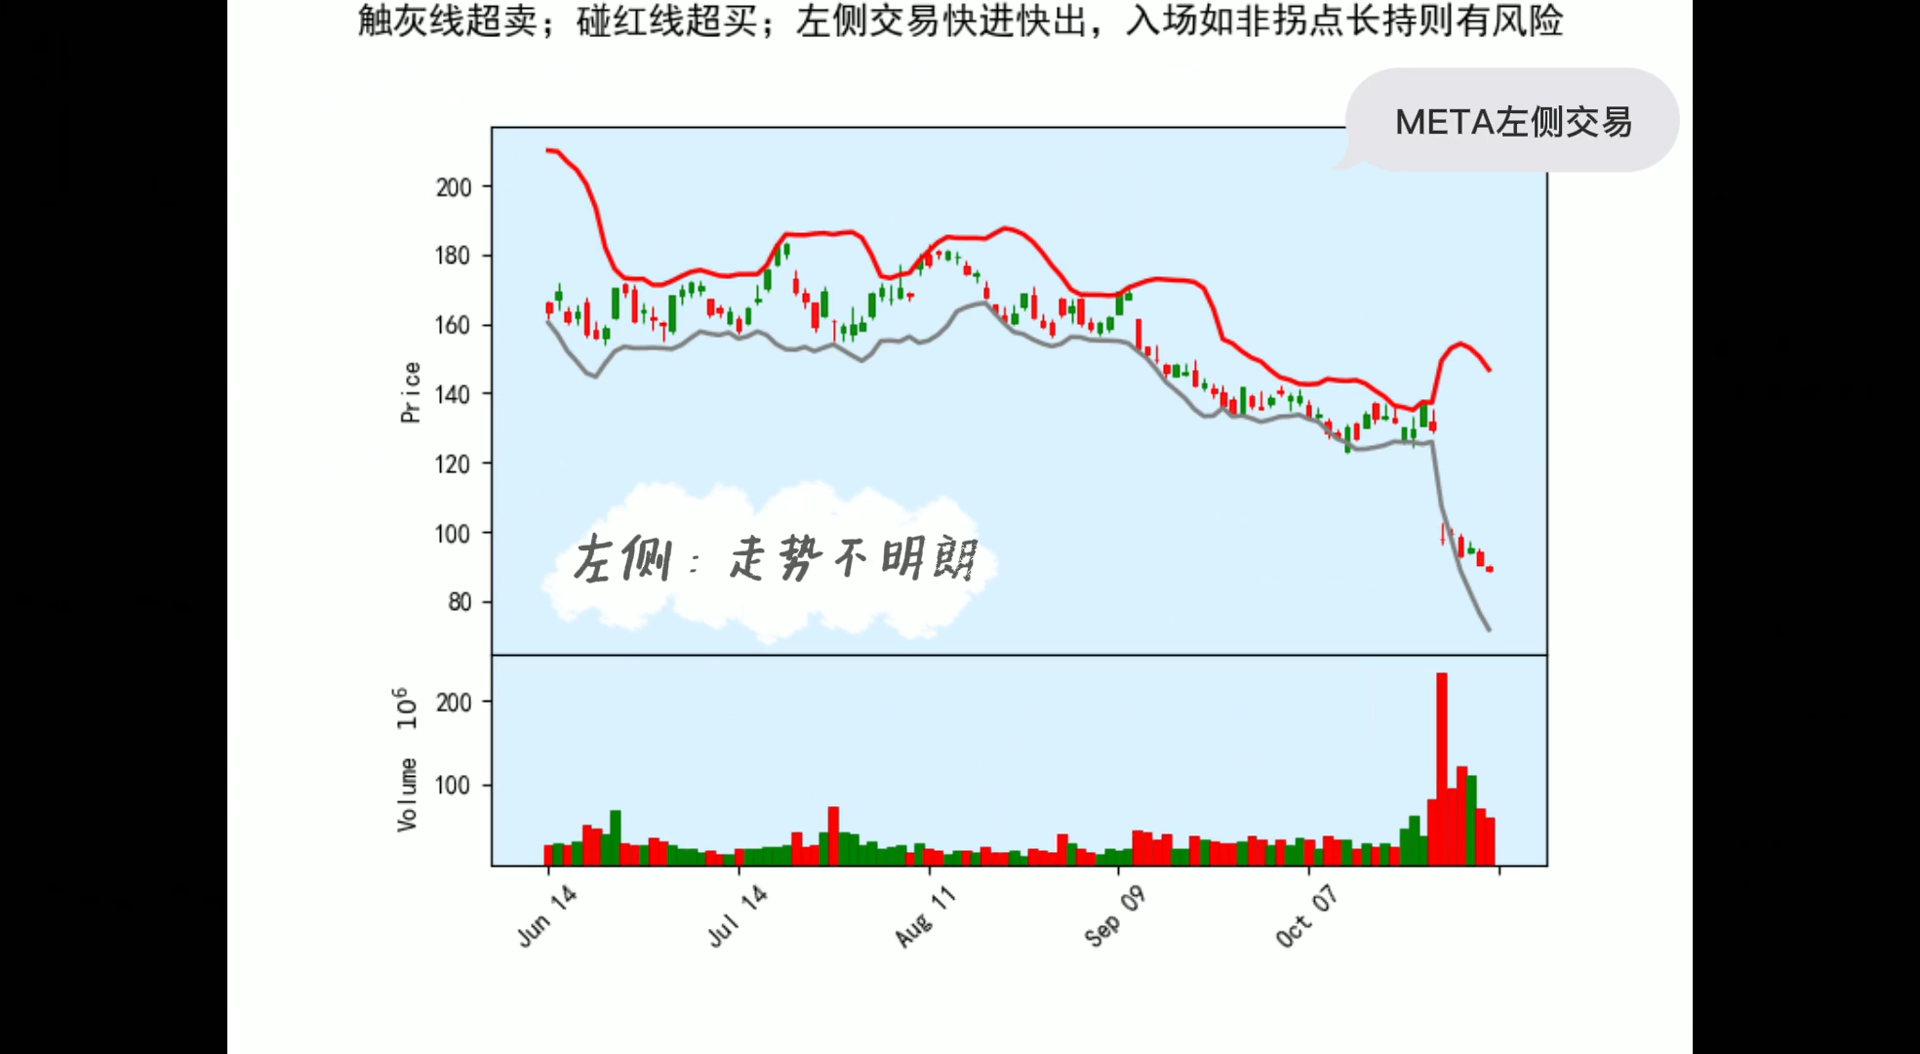 触灰线超卖；碰红线超买；左侧交易快进快出，入场如非拐点长持则有风险
META左侧交易
200
180
160
140
120
100
80
Price
左侧：走势不明朗
200
100
Volume 10⁶
Jun 14
Jul 14
Aug 11
Sep 09
Oct 07